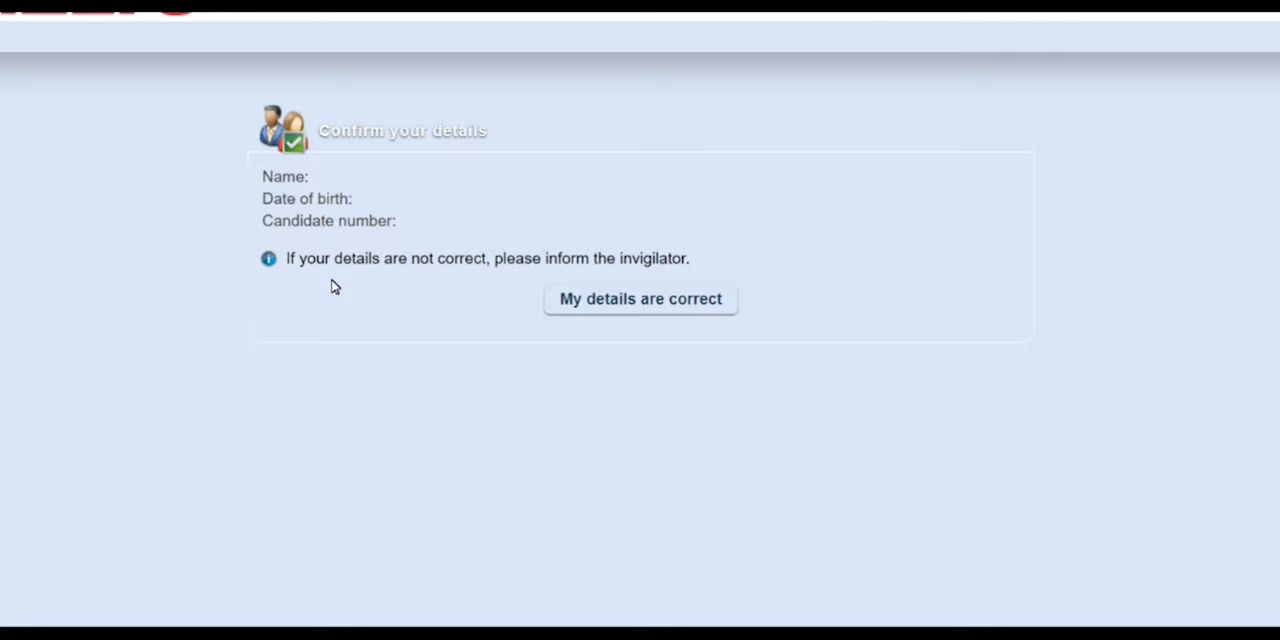 Confirm your details
Name:
Date of birth:
Candidate number:
If your details are not correct, please inform the invigilator.
My details are correct